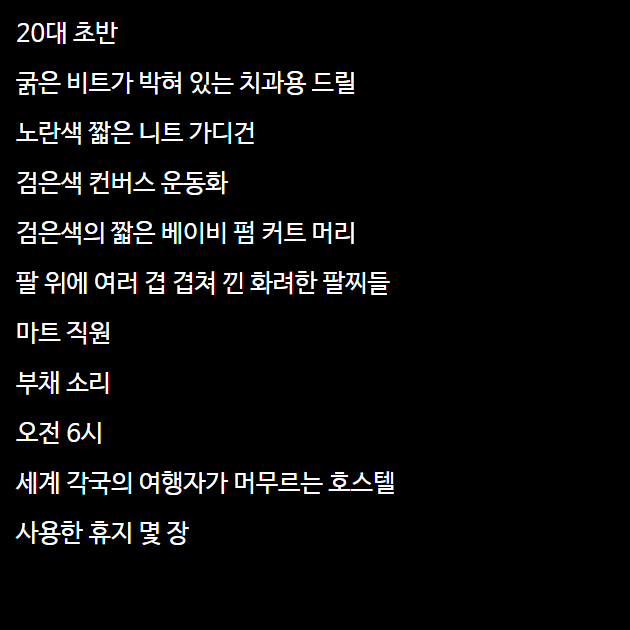 20대 초반
굵은 비트가 박혀 있는 치과용 드릴
노란색 짧은 니트 가디건
검은색 컨버스 운동화
검은색의 짧은 베이비 펌 커트 머리
팔 위에 여러 겹 겹쳐 낀 화려한 팔찌들
마트 직원
부채 소리
오전 6시
세계 각국의 여행자가 머무르는 호스텔
사용한 휴지 몇 장